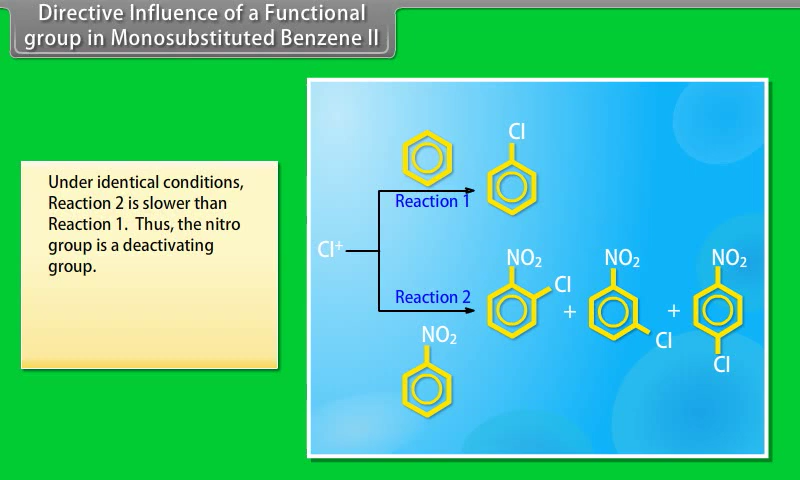 Directive Influence of a Functional
group in Monosubstituted Benzene II
Under identical conditions,
Reaction 2 is slower than
Reaction 1. Thus, the nitro
group is a deactivating
group.
Cl
Reaction 1
Cl⁺
Reaction 2
NO₂
NO₂ Cl
+
NO₂
Cl
+
NO₂
Cl